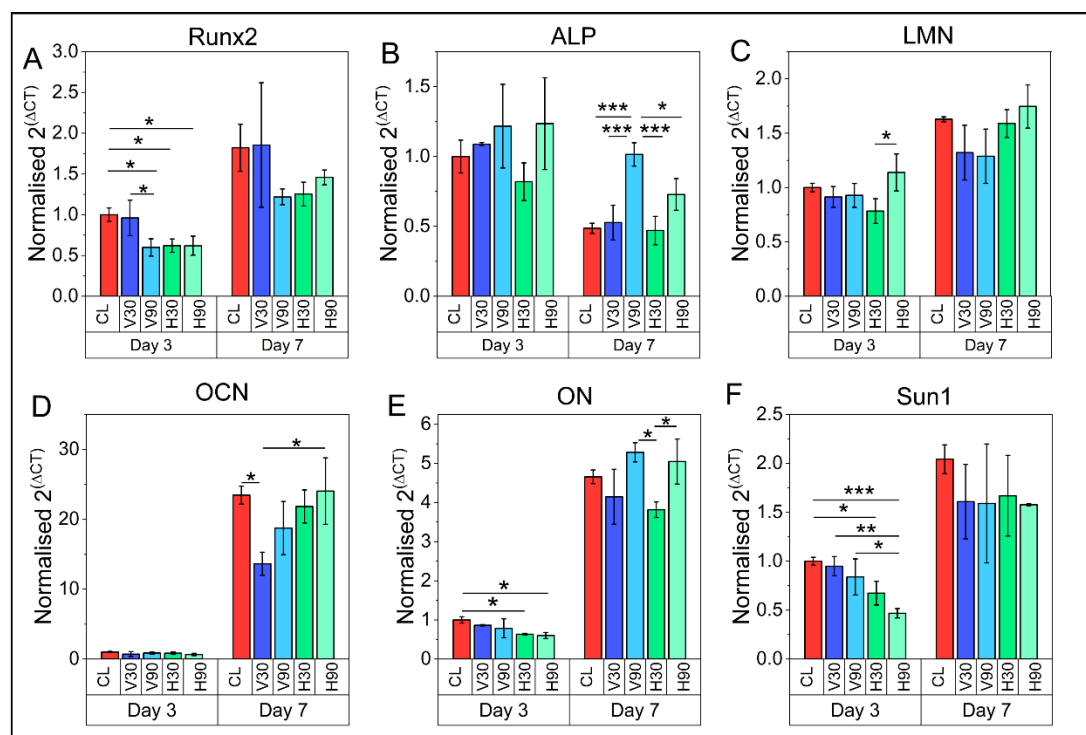 A
Runx2
Normalised 2^(ΔCT)
3.0
2.5
2.0
1.5
1.0
0.5
0.0
*
*
*
*
CL V30 V90 H30 H90 CL V30 V90 H30 H90
Day 3 Day 7
B
ALP
Normalised 2^(ΔCT)
1.5
1.0
0.5
0.0
*** *
*** ***
CL V30 V90 H30 H90 CL V30 V90 H30 H90
Day 3 Day 7
C
LMN
Normalised 2^(ΔCT)
2.0
1.5
1.0
0.5
0.0
*
CL V30 V90 H30 H90 CL V30 V90 H30 H90
Day 3 Day 7
D
OCN
Normalised 2^(ΔCT)
30
20
10
0
*
*
CL V30 V90 H30 H90 CL V30 V90 H30 H90
Day 3 Day 7
E
ON
Normalised 2^(ΔCT)
6
5
4
3
2
1
0
* *
*
*
CL V30 V90 H30 H90 CL V30 V90 H30 H90
Day 3 Day 7
F
Sun1
Normalised 2^(ΔCT)
2.5
2.0
1.5
1.0
0.5
0.0
***
*
**
*
CL V30 V90 H30 H90 CL V30 V90 H30 H90
Day 3 Day 7